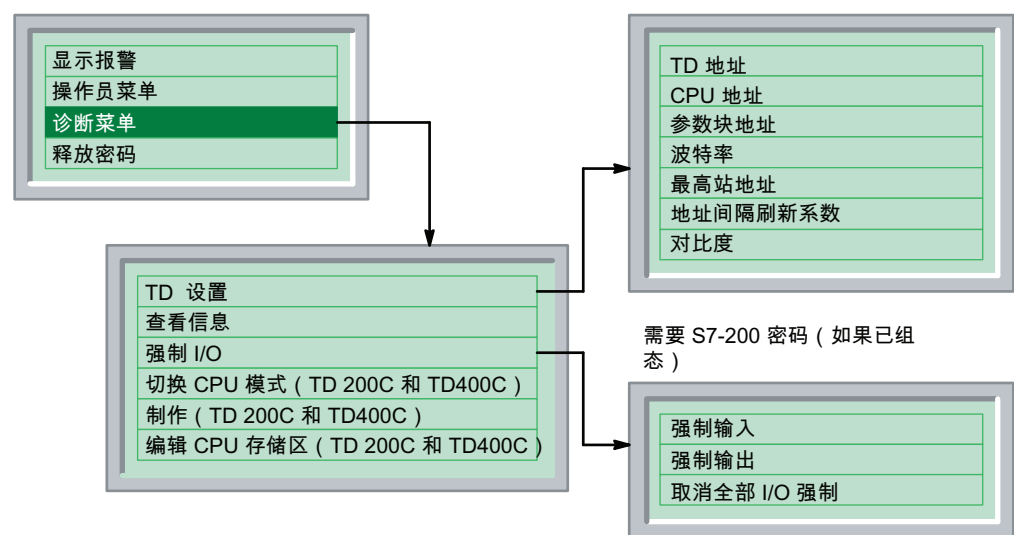 显示报警
操作员菜单
诊断菜单
释放密码
TD 设置
查看信息
强制 I/O
切换 CPU 模式（TD 200C 和 TD400C）
制作（TD 200C 和 TD400C）
编辑 CPU 存储区（TD 200C 和 TD400C）
TD 地址
CPU 地址
参数块地址
波特率
最高站地址
地址间隔刷新系数
对比度
需要 S7-200 密码（如果已组
态）
强制输入
强制输出
取消全部 I/O 强制